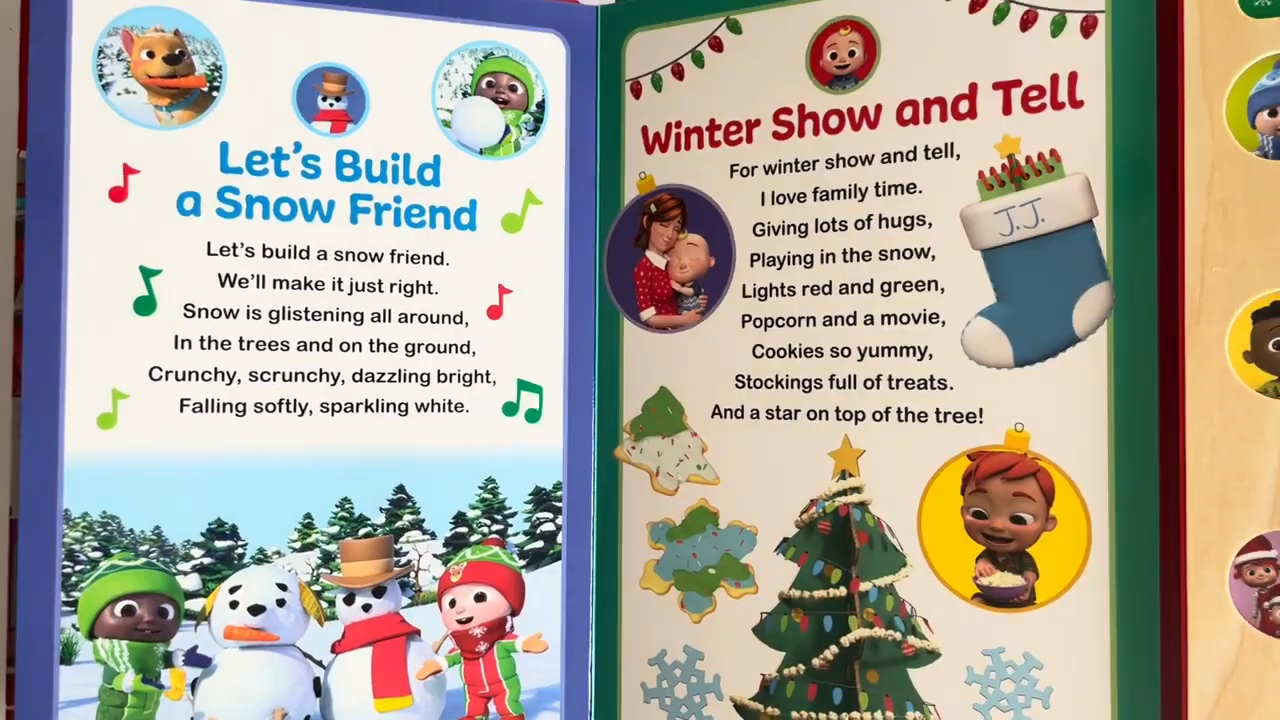 Let's Build
a Snow Friend
Let's build a snow friend.
We'll make it just right.
Snow is glistening all around,
In the trees and on the ground,
Crunchy, scrunchy, dazzling bright,
Falling softly, sparkling white.
Winter Show and Tell
For winter show and tell,
I love family time.
Giving lots of hugs,
Playing in the snow,
Lights red and green,
Popcorn and a movie,
Cookies so yummy,
Stockings full of treats.
And a star on top of the tree!
J.J.